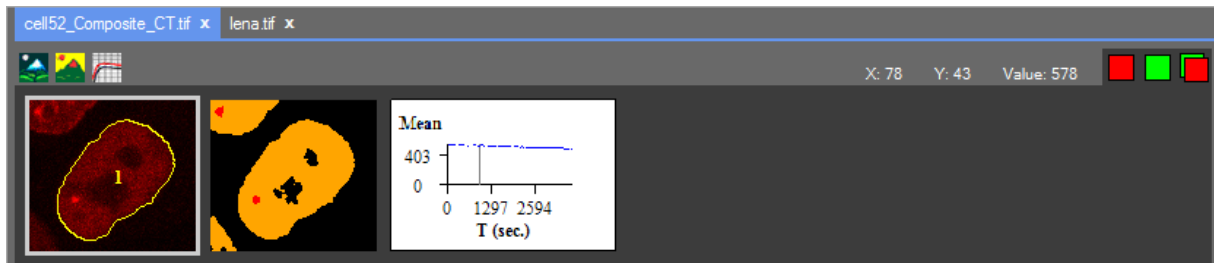 cell52_Composite_CT.tif x lena.tif x
X: 78 Y: 43 Value: 578
1
Mean
403
0
0 1297 2594
T (sec.)